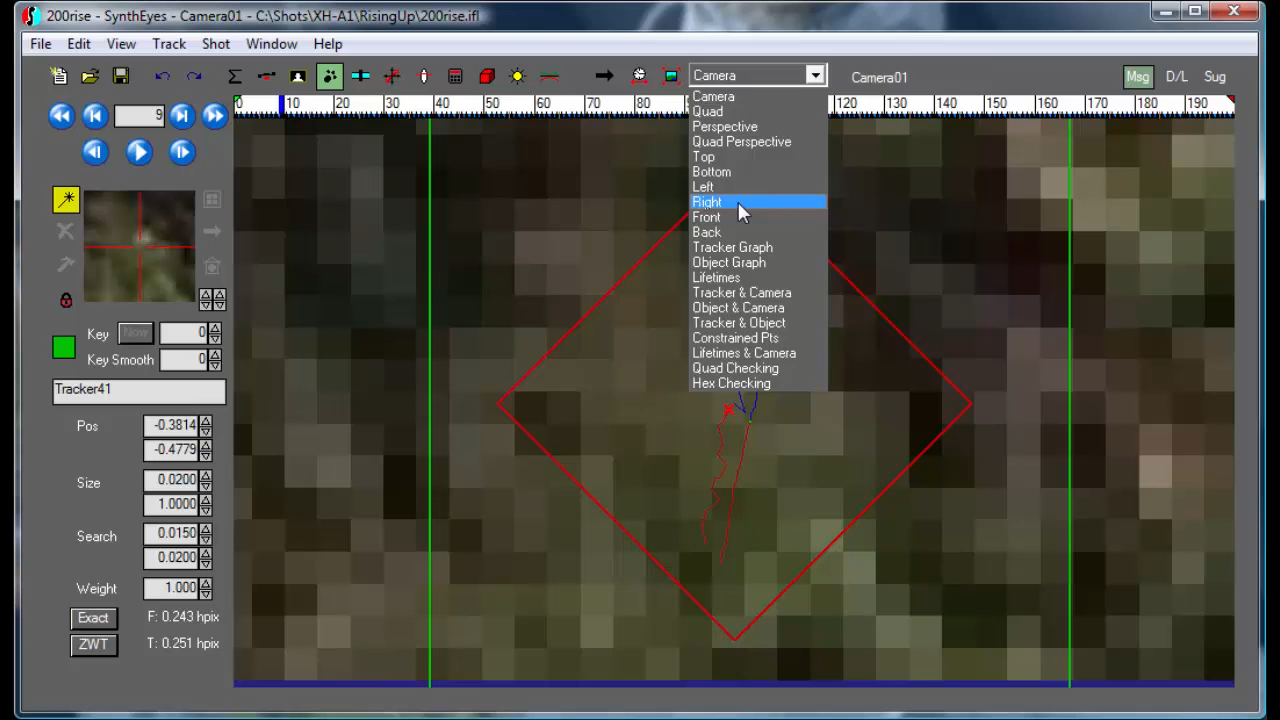 200rise - SynthEyes - Camera01 - C:\Shots\XH-A1\RisingUp\200rise.ifl
File Edit View Track Shot Window Help
Camera Camera01 Msg D/L Sug
9 0 10 20 30 40 50 60 70 80 120 130 140 150 160 170 180 190
Camera
Quad
Perspective
Quad Perspective
Top
Bottom
Left
Right
Front
Back
Tracker Graph
Object Graph
Lifetimes
Tracker & Camera
Object & Camera
Tracker & Object
Constrained Pts
Lifetimes & Camera
Quad Checking
Hex Checking
Key Now 0
Key Smooth 0
Tracker41
Pos -0.3814
-0.4779
Size 0.0200
1.0000
Search 0.0150
0.0200
Weight 1.000
Exact F: 0.243 hpix
ZWT T: 0.251 hpix